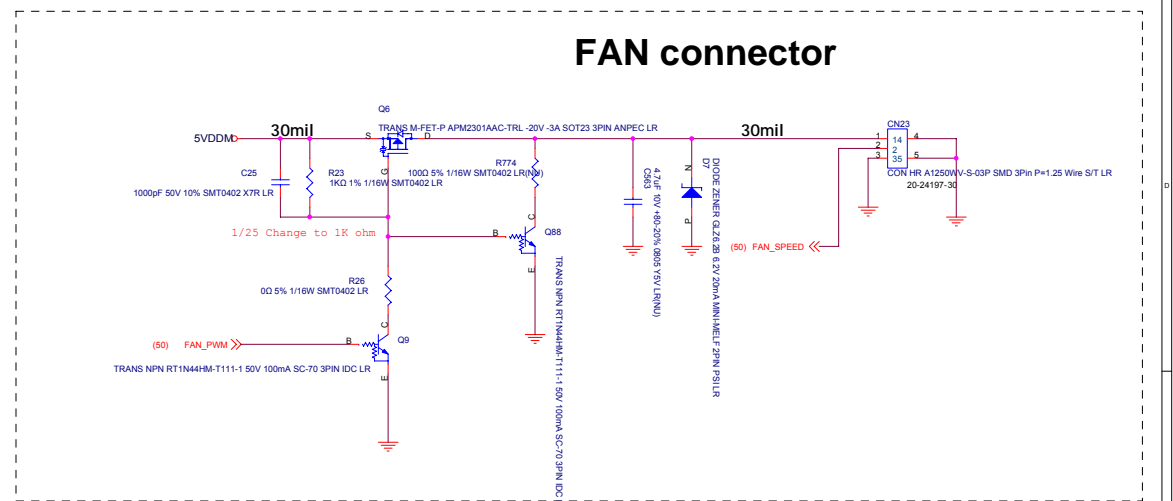 FAN connector
Q6
5VDDM
30mil
S
TRANS M-FET-P APM2301AAC-TRL -20V -3A SOT23 3PIN ANPEC LR
D
G
30mil
CN23
1
2
3
14
2
35
4
5
CON HR A1250WV-S-03P SMD 3Pin P=1.25 Wire S/T LR
20-24197-30
C25
1000pF 50V 10% SMT0402 X7R LR
R23
1KΩ 1% 1/16W SMT0402 LR
R774
100Ω 5% 1/16W SMT0402 LR(NU)
1/25 Change to 1K ohm
B
C
E
Q88
TRANS NPN RT1N44HM-T111-1 50V 100mA SC-70 3PIN IDC
C563
4.7uF 10V +80-20% 0805 Y5V LR(NU)
N
P
D7
DIODE ZENER GLZ6.2B 6.2V 20mA MINI-MELF 2PIN PSI LR
(50) FAN_SPEED
R26
0Ω 5% 1/16W SMT0402 LR
(50) FAN_PWM
B
C
E
Q9
TRANS NPN RT1N44HM-T111-1 50V 100mA SC-70 3PIN IDC LR
D